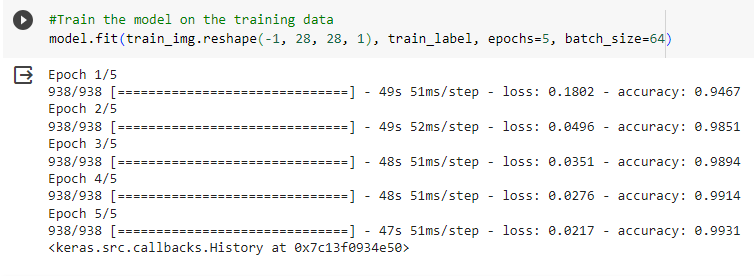 #Train the model on the training data
model.fit(train_img.reshape(-1, 28, 28, 1), train_label, epochs=5, batch_size=64)
Epoch 1/5
938/938 [==============================] - 49s 51ms/step - loss: 0.1802 - accuracy: 0.9467
Epoch 2/5
938/938 [==============================] - 49s 52ms/step - loss: 0.0496 - accuracy: 0.9851
Epoch 3/5
938/938 [==============================] - 48s 51ms/step - loss: 0.0351 - accuracy: 0.9894
Epoch 4/5
938/938 [==============================] - 48s 51ms/step - loss: 0.0276 - accuracy: 0.9914
Epoch 5/5
938/938 [==============================] - 47s 51ms/step - loss: 0.0217 - accuracy: 0.9931
<keras.src.callbacks.History at 0x7c13f0934e50>